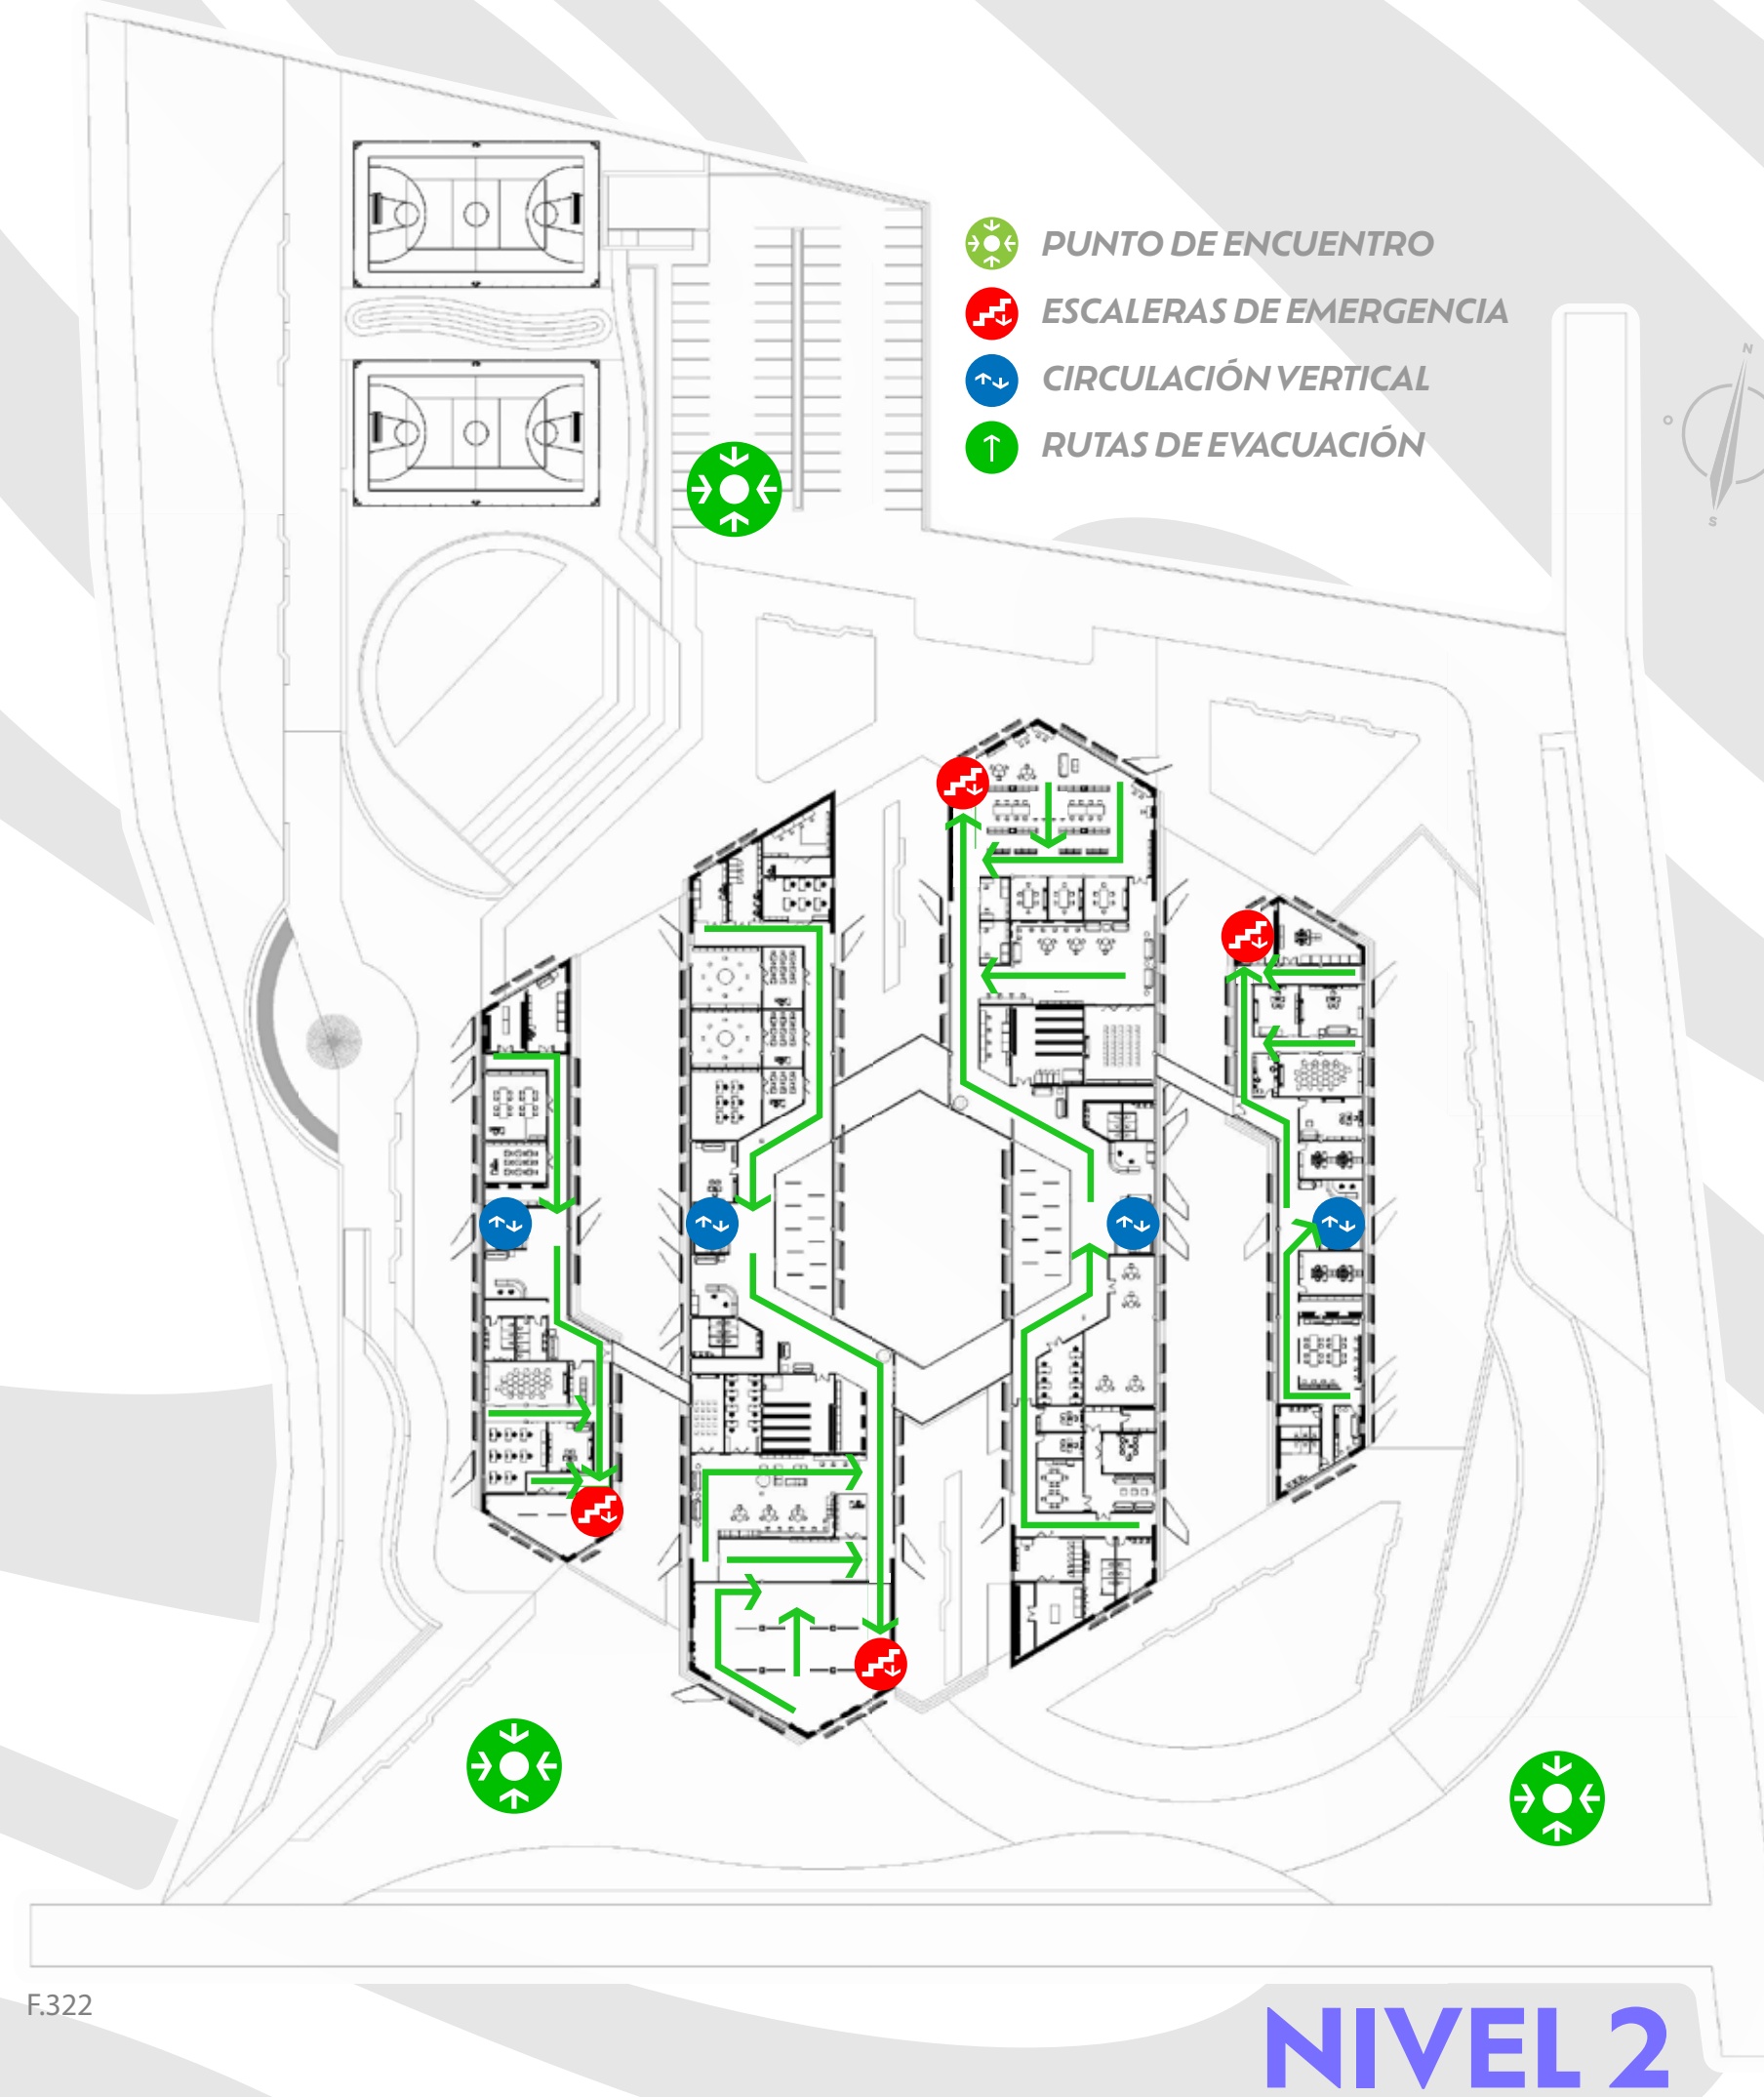 PUNTO DE ENCUENTRO
ESCALERAS DE EMERGENCIA
CIRCULACIÓN VERTICAL
RUTAS DE EVACUACIÓN
N
O
S
F.322
NIVEL 2